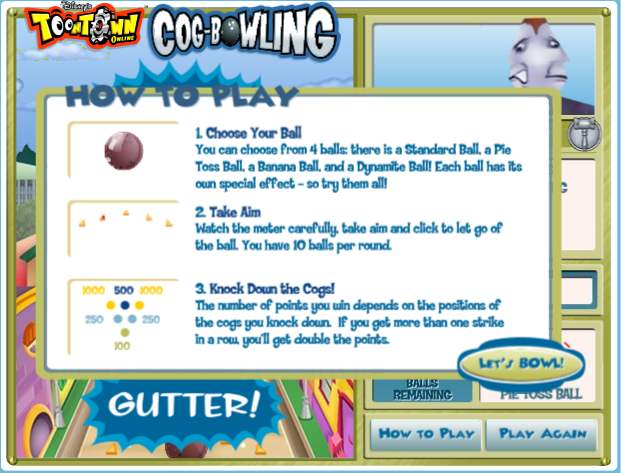 Disney's
TOONTOWN
ONLINE
COG-BOWLING
HOW TO PLAY
1. Choose Your Ball
You can choose from 4 balls: there is a Standard Ball, a Pie
Toss Ball, a Banana Ball, and a Dynamite Ball! Each ball has its
own special effect - so try them all!
2. Take Aim
Watch the meter carefully, take aim and click to let go of
the ball. You have 10 balls per round.
1000 500 1000
250 250
100
3. Knock Down the Cogs!
The number of points you win depends on the positions of
the cogs you knock down. If you get more than one strike
in a row, you'll get double the points.
LET'S BOWL!
GUTTER!
BALLS
REMAINING
PIE TOSS BALL
HOW TO PLAY
PLAY AGAIN